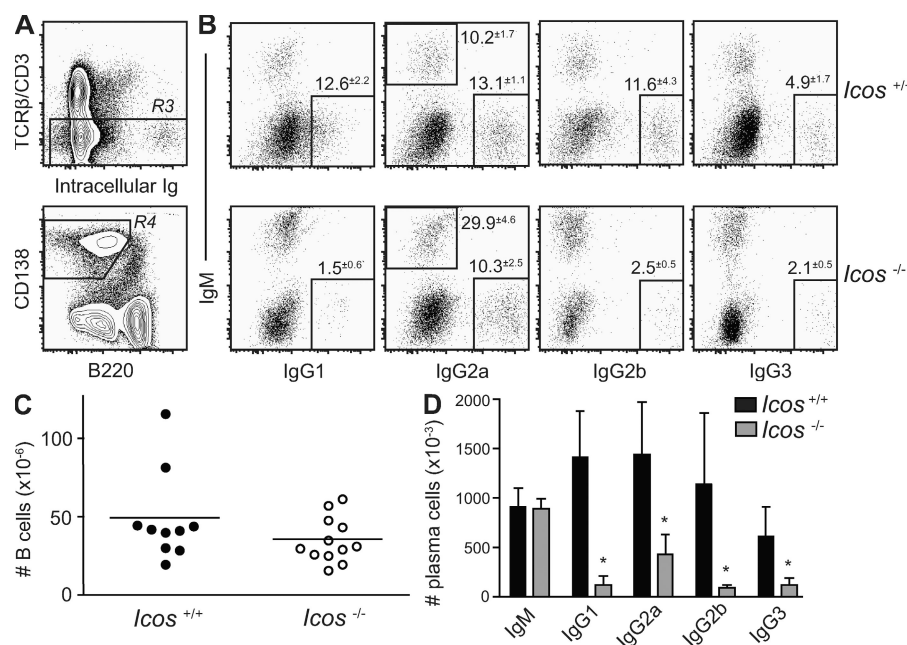 A
TCRβ/CD3
R3
Intracellular Ig
CD138
R4
B220
B
IgM
12.6±2.2
10.2±1.7
13.1±1.1
11.6±4.3
4.9±1.7
Icos +/-
1.5±0.6
29.9±4.6
10.3±2.5
2.5±0.5
2.1±0.5
Icos -/-
IgG1
IgG2a
IgG2b
IgG3
C
# B cells (x10-6)
100
50
0
Icos +/+
Icos -/-
D
# plasma cells (x10-3)
2000
1500
1000
500
0
Icos +/+
Icos -/-
* * * *
IgM
IgG1
IgG2a
IgG2b
IgG3